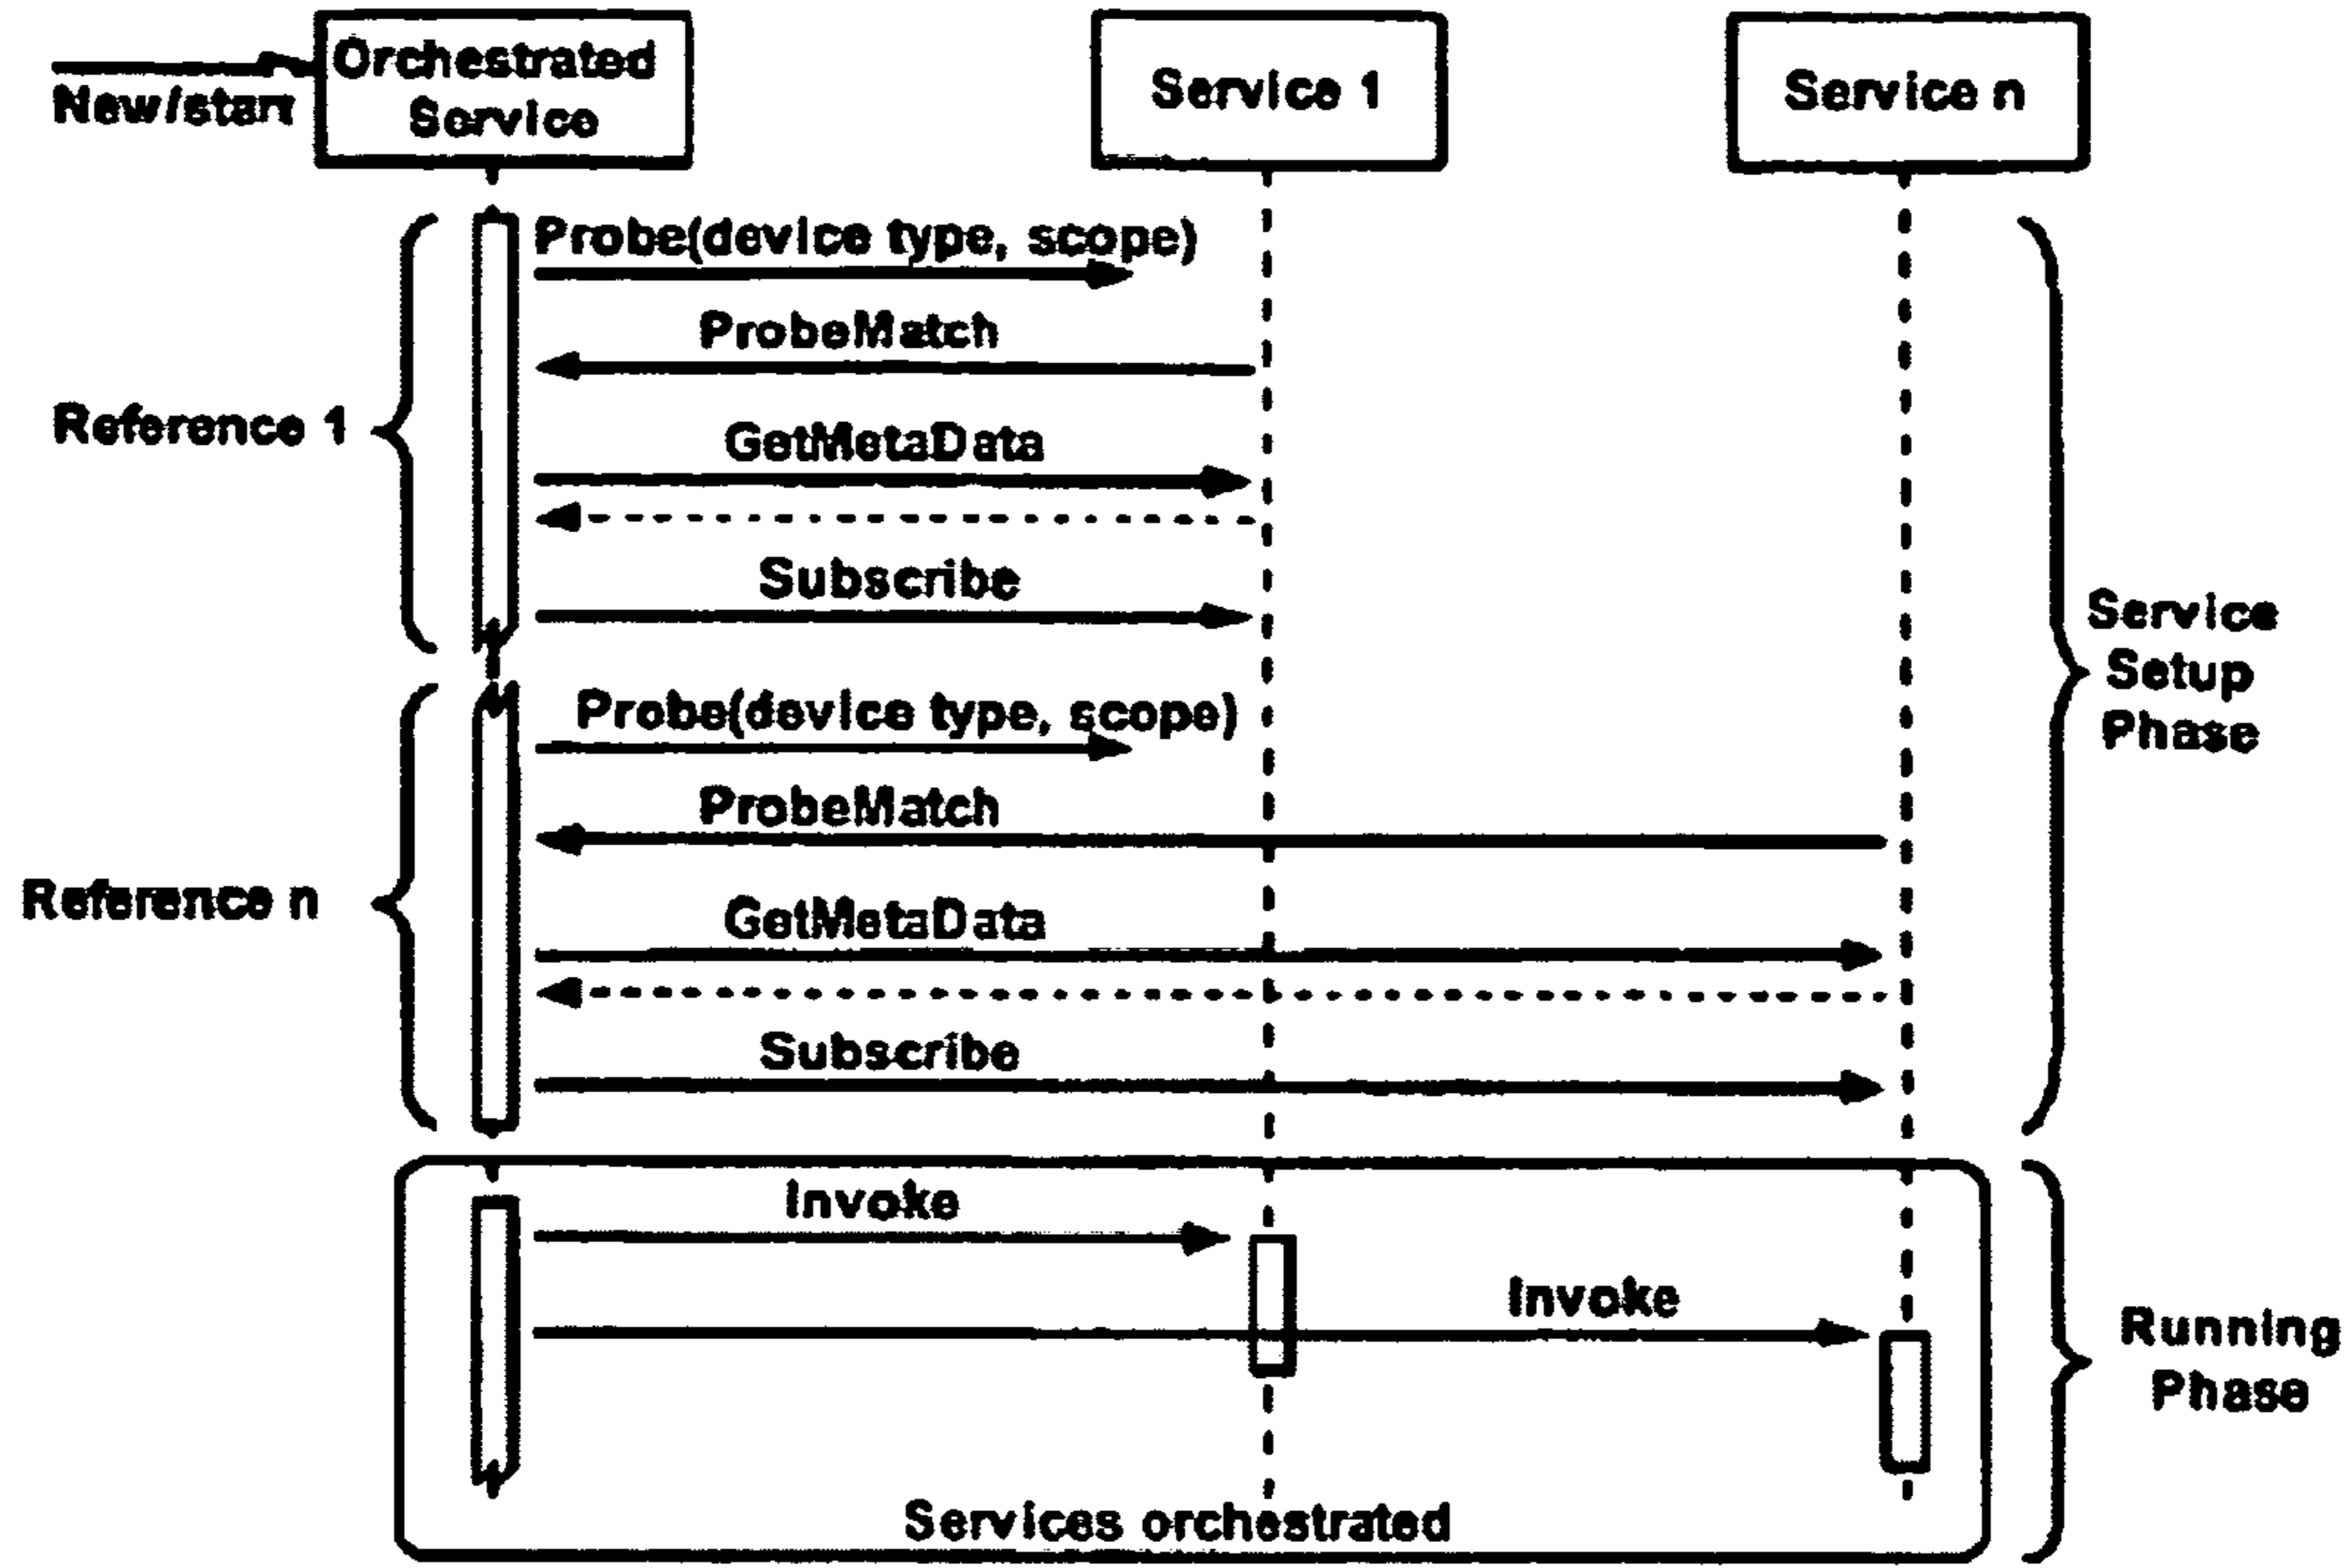 Orchestrated
Service
New/start
Service 1
Service n
Probe(device type, scope)
ProbeMatch
Reference 1
GetMetaData
Subscribe
Service
Setup
Phase
Probe(device type, scope)
ProbeMatch
Reference n
GetMetaData
Subscribe
Invoke
Invoke
Running
Phase
Services orchestrated